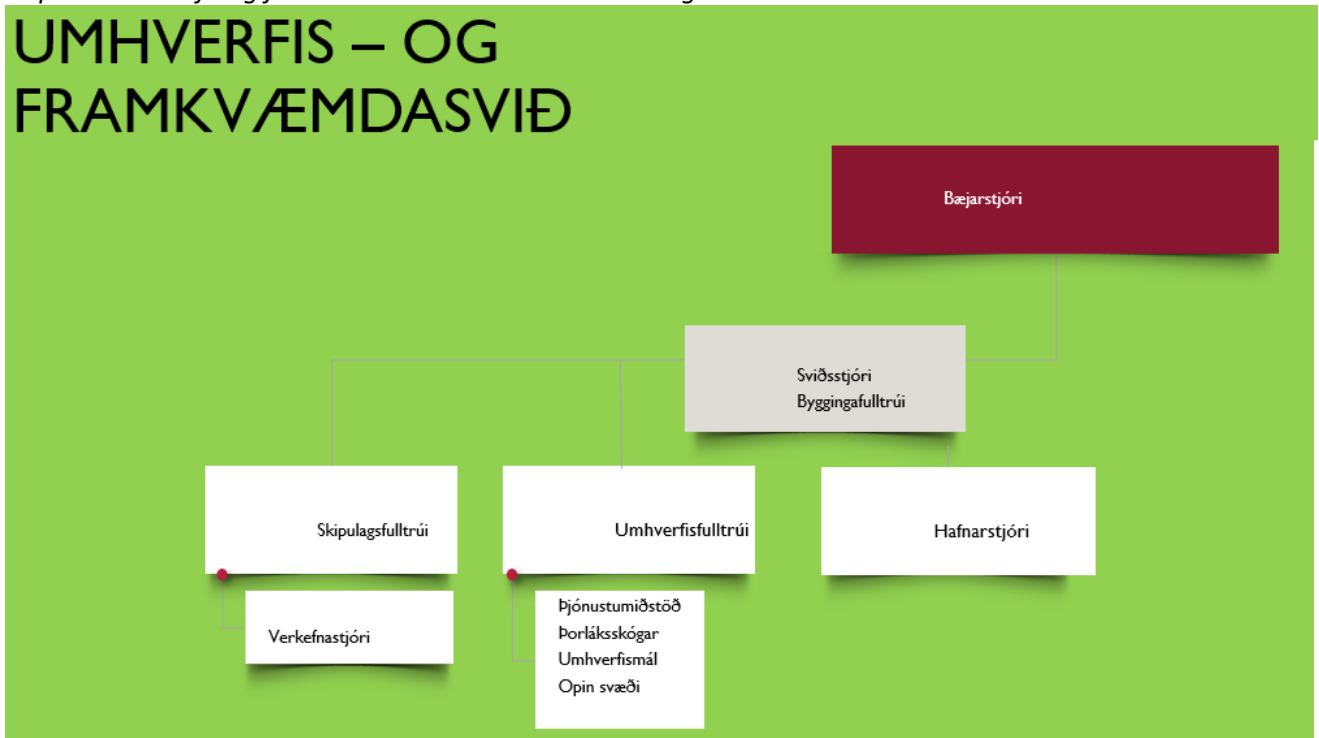 UMHVERFIS – OG
FRAMKVÆMDASVIÐ
Bæjarstjóri
Sviðsstjóri
Byggingafulltrúi
Skipulagsfulltrúi
Umhverfisfulltrúi
Hafnarstjóri
Verkefnastjóri
Þjónustumiðstöð
Þorláksskógar
Umhverfismál
Opin svæði